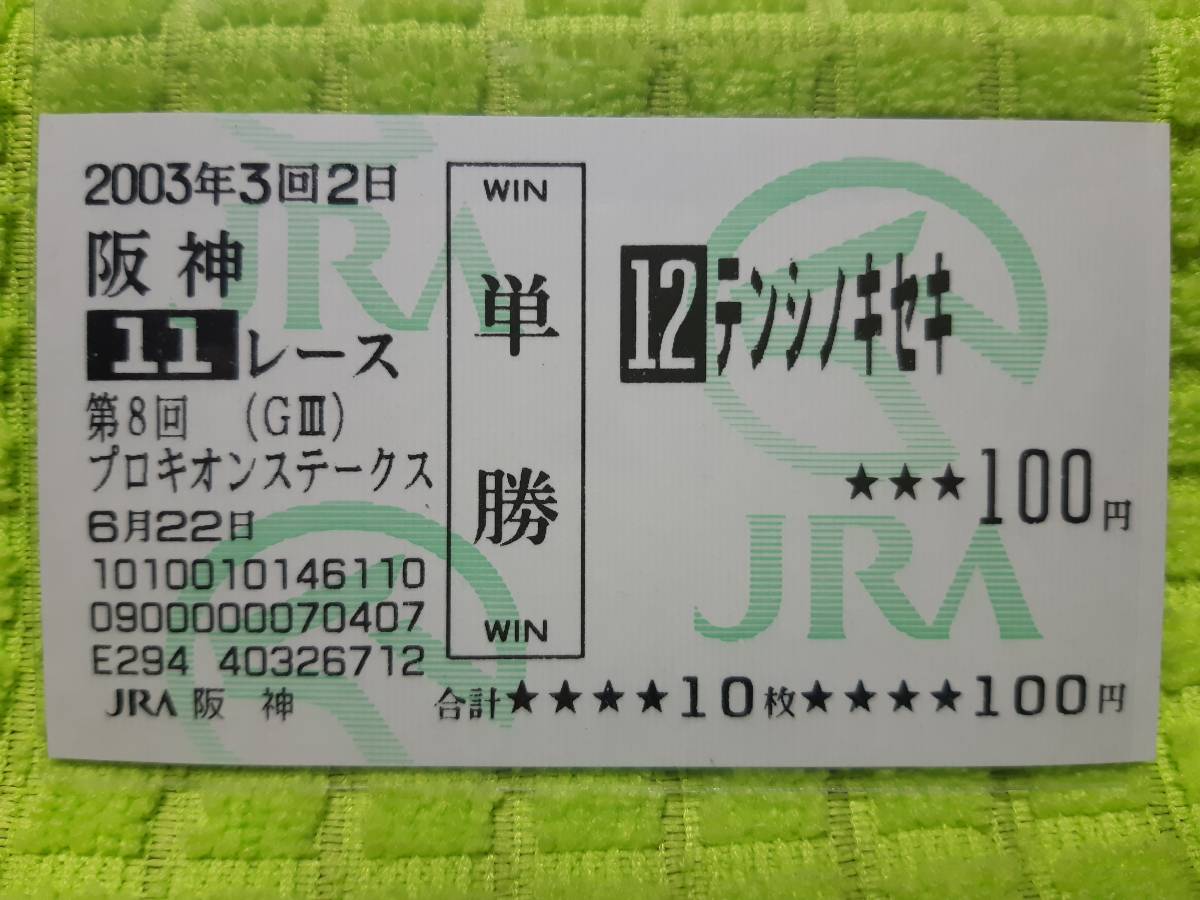 2003年3回2日
阪神
11レース
第8回 (GⅢ)
プロキオンステークス
6月22日
1010010146110
0900000070407
E294 40326712
JRA 阪 神
WIN
単
勝
WIN
12 テンシノキセキ
★★★100円
合計★★★★10枚★★★★100円
JRA
JRA